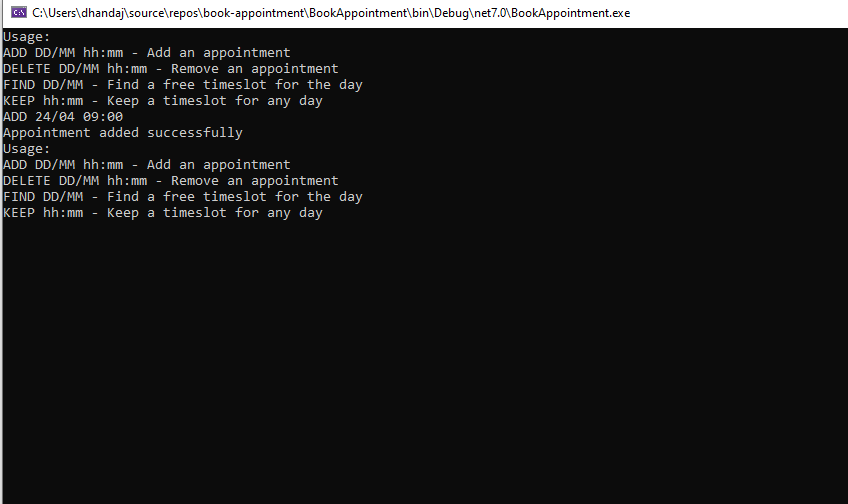 C:\Users\dhandaj\source\repos\book-appointment\BookAppointment\bin\Debug\net7.0\BookAppointment.exe
Usage:
ADD DD/MM hh:mm - Add an appointment
DELETE DD/MM hh:mm - Remove an appointment
FIND DD/MM - Find a free timeslot for the day
KEEP hh:mm - Keep a timeslot for any day
ADD 24/04 09:00
Appointment added successfully
Usage:
ADD DD/MM hh:mm - Add an appointment
DELETE DD/MM hh:mm - Remove an appointment
FIND DD/MM - Find a free timeslot for the day
KEEP hh:mm - Keep a timeslot for any day